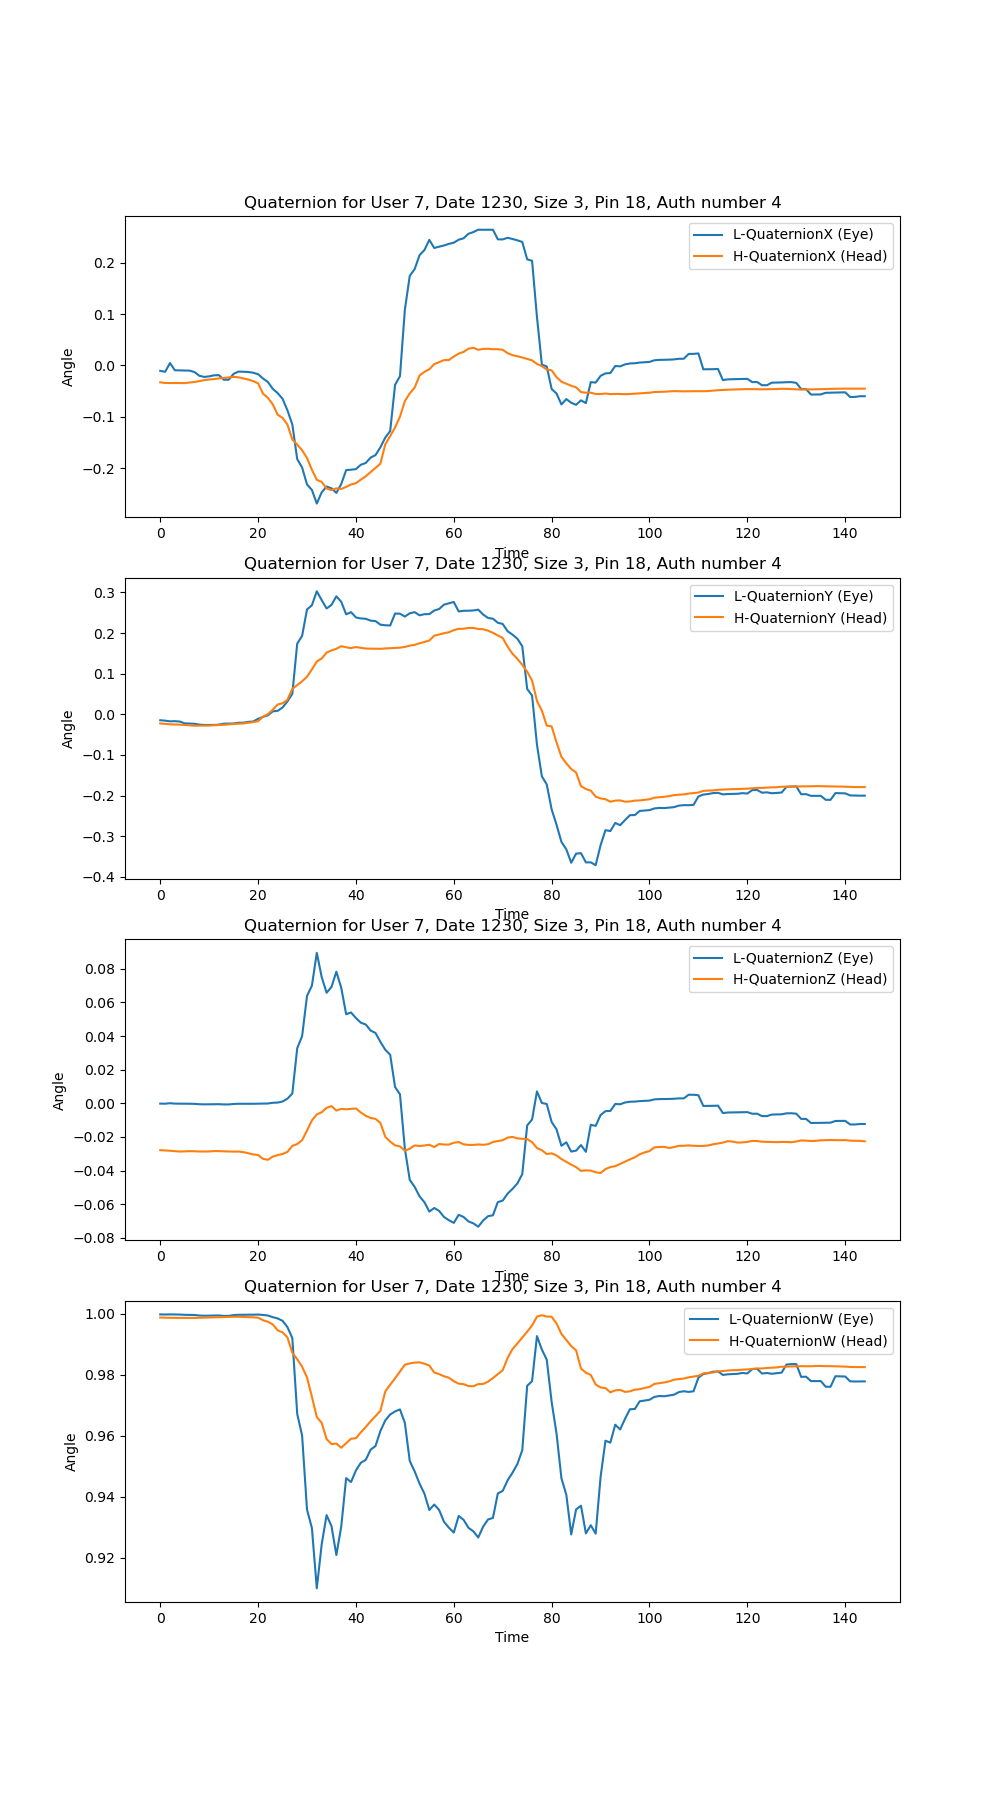 Quaternion for User 7, Date 1230, Size 3, Pin 18, Auth number 4
L-QuaternionX (Eye)
H-QuaternionX (Head)
0.2
0.1
0.0
−0.1
−0.2
Angle
0 20 40 60 80 100 120 140
Time
Quaternion for User 7, Date 1230, Size 3, Pin 18, Auth number 4
L-QuaternionY (Eye)
H-QuaternionY (Head)
0.3
0.2
0.1
0.0
−0.1
−0.2
−0.3
−0.4
Angle
0 20 40 60 80 100 120 140
Time
Quaternion for User 7, Date 1230, Size 3, Pin 18, Auth number 4
L-QuaternionZ (Eye)
H-QuaternionZ (Head)
0.08
0.06
0.04
0.02
0.00
−0.02
−0.04
−0.06
−0.08
Angle
0 20 40 60 80 100 120 140
Time
Quaternion for User 7, Date 1230, Size 3, Pin 18, Auth number 4
L-QuaternionW (Eye)
H-QuaternionW (Head)
1.00
0.98
0.96
0.94
0.92
Angle
0 20 40 60 80 100 120 140
Time